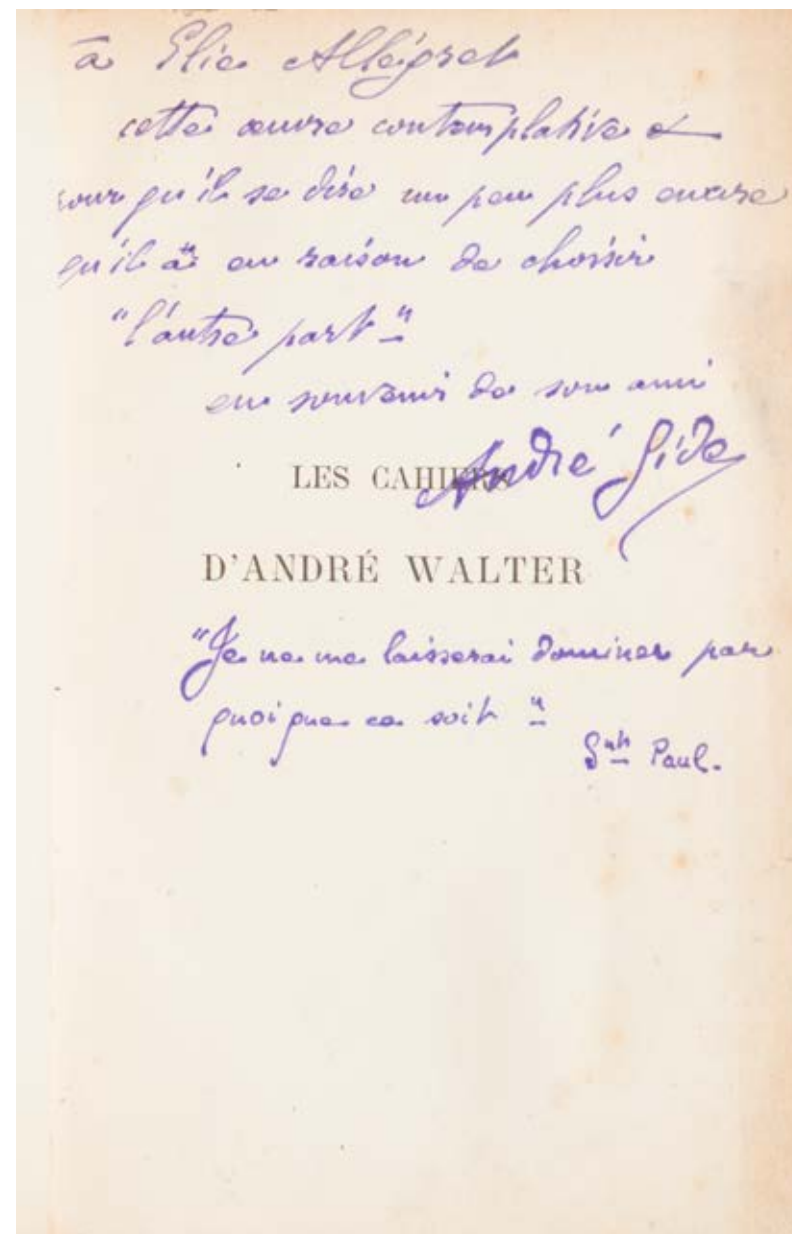 à Élie Allégret
cette œuvre contemplative &
pour qu'il se dise un peu plus encore
qu'il a eu raison de choisir
"l'autre part"
en souvenir de son ami
André Gide
LES CAHIERS
D'ANDRÉ WALTER
"Je ne me laisserai dominer par
quoi que ce soit"
Snt Paul.